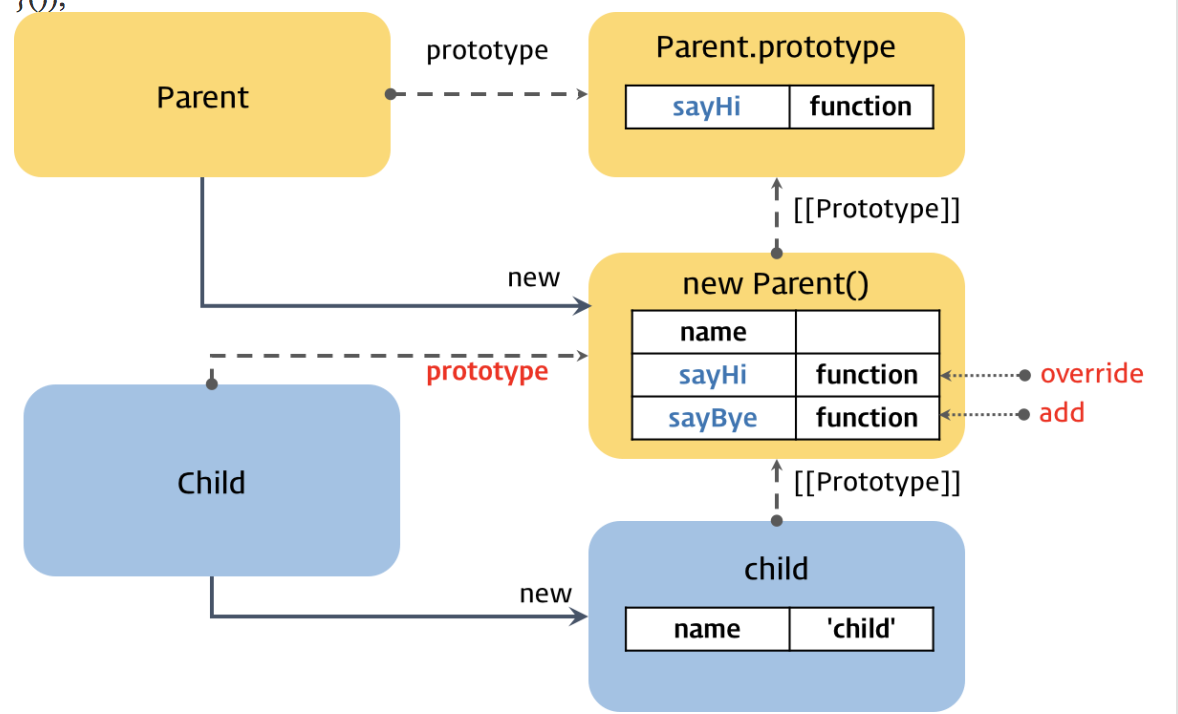 }());
prototype
Parent
Parent.prototype
sayHi function
[[Prototype]]
new
new Parent()
name
sayHi function
override
prototype
sayBye function
add
Child
[[Prototype]]
child
new
name 'child'